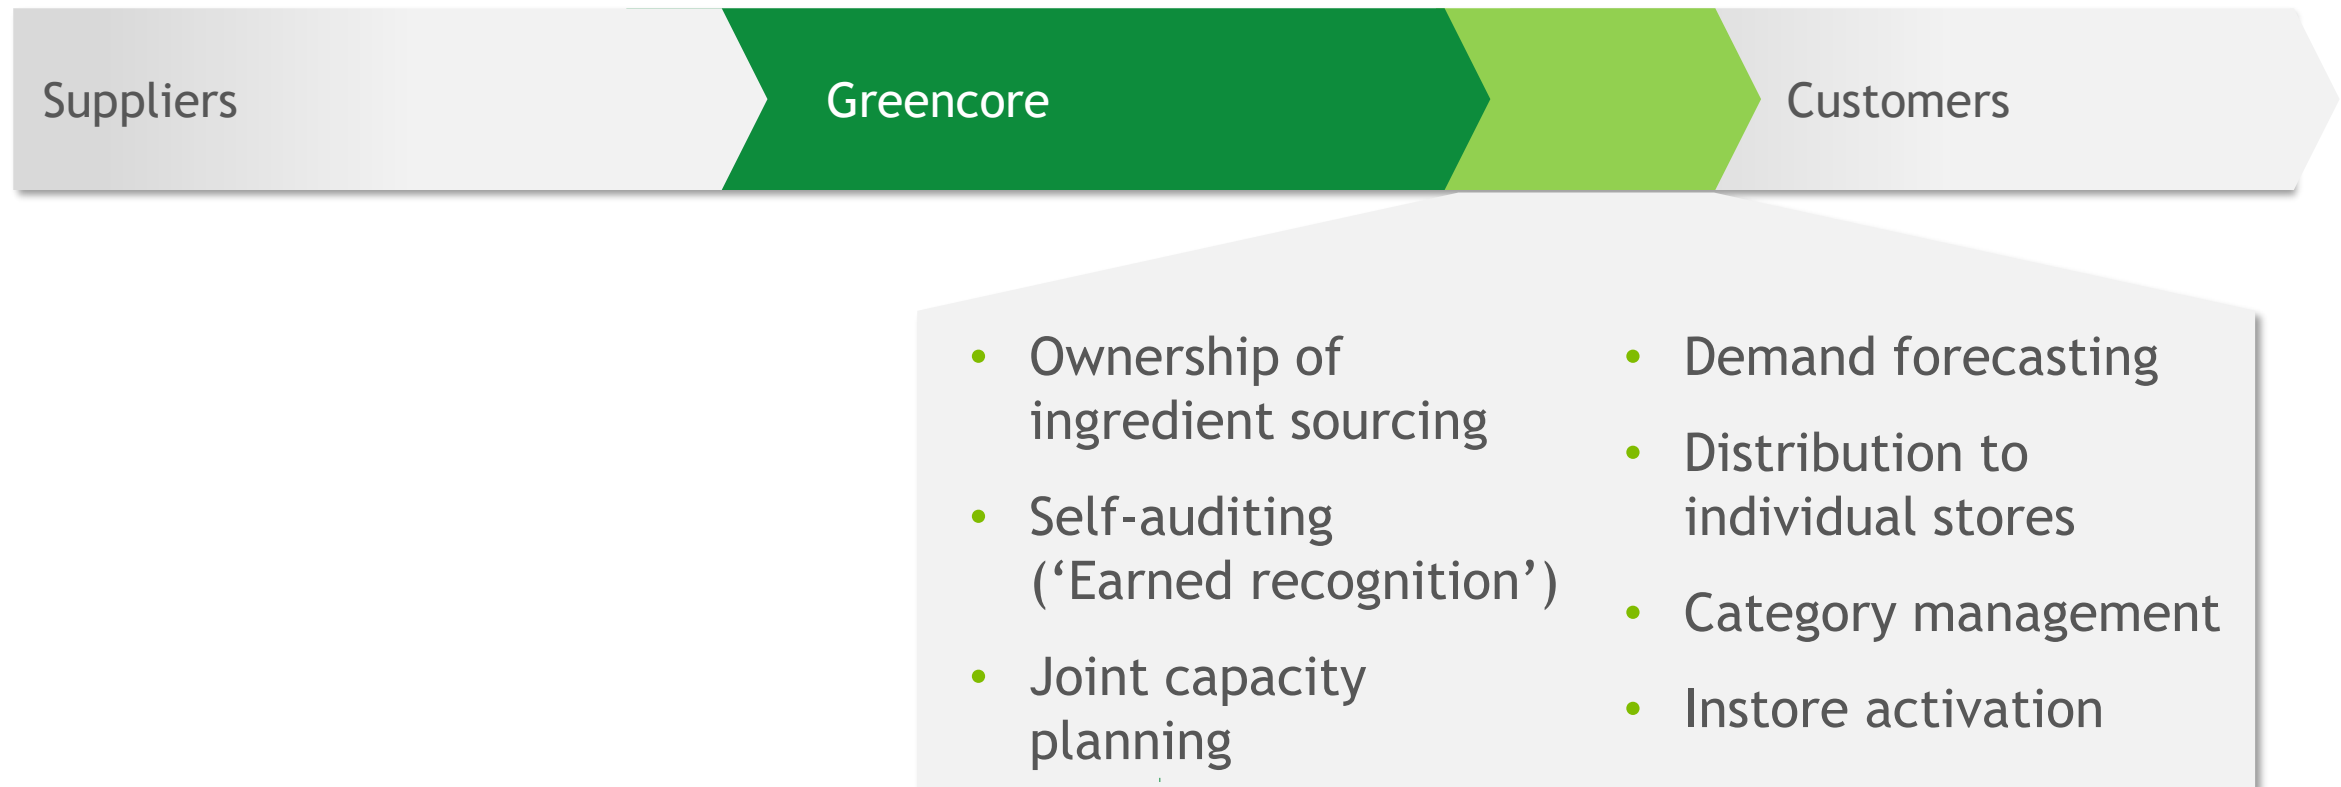 Suppliers
Greencore
Customers
• Ownership of
ingredient sourcing
• Self-auditing
(‘Earned recognition’)
• Joint capacity
planning
• Demand forecasting
• Distribution to
individual stores
• Category management
• Instore activation